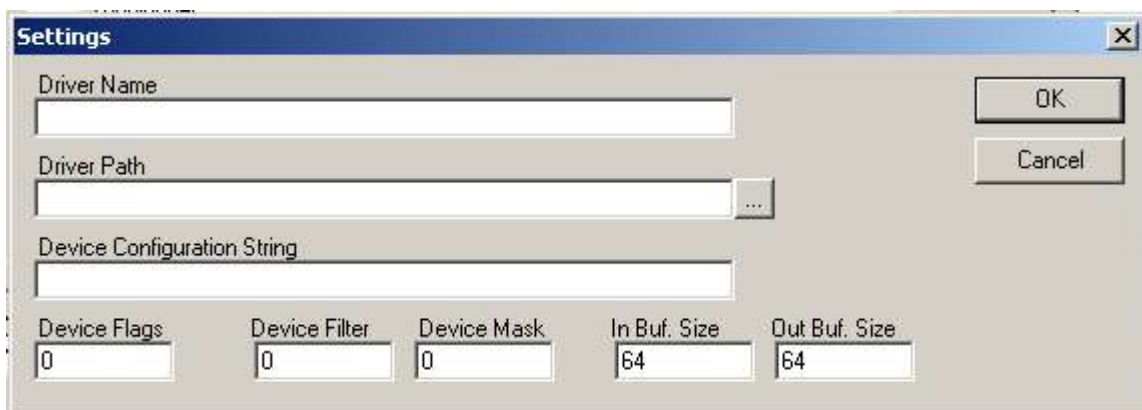 Settings
Driver Name
OK
Driver Path
Cancel
...
Device Configuration String
Device Flags Device Filter Device Mask In Buf. Size Out Buf. Size
0 0 0 64 64